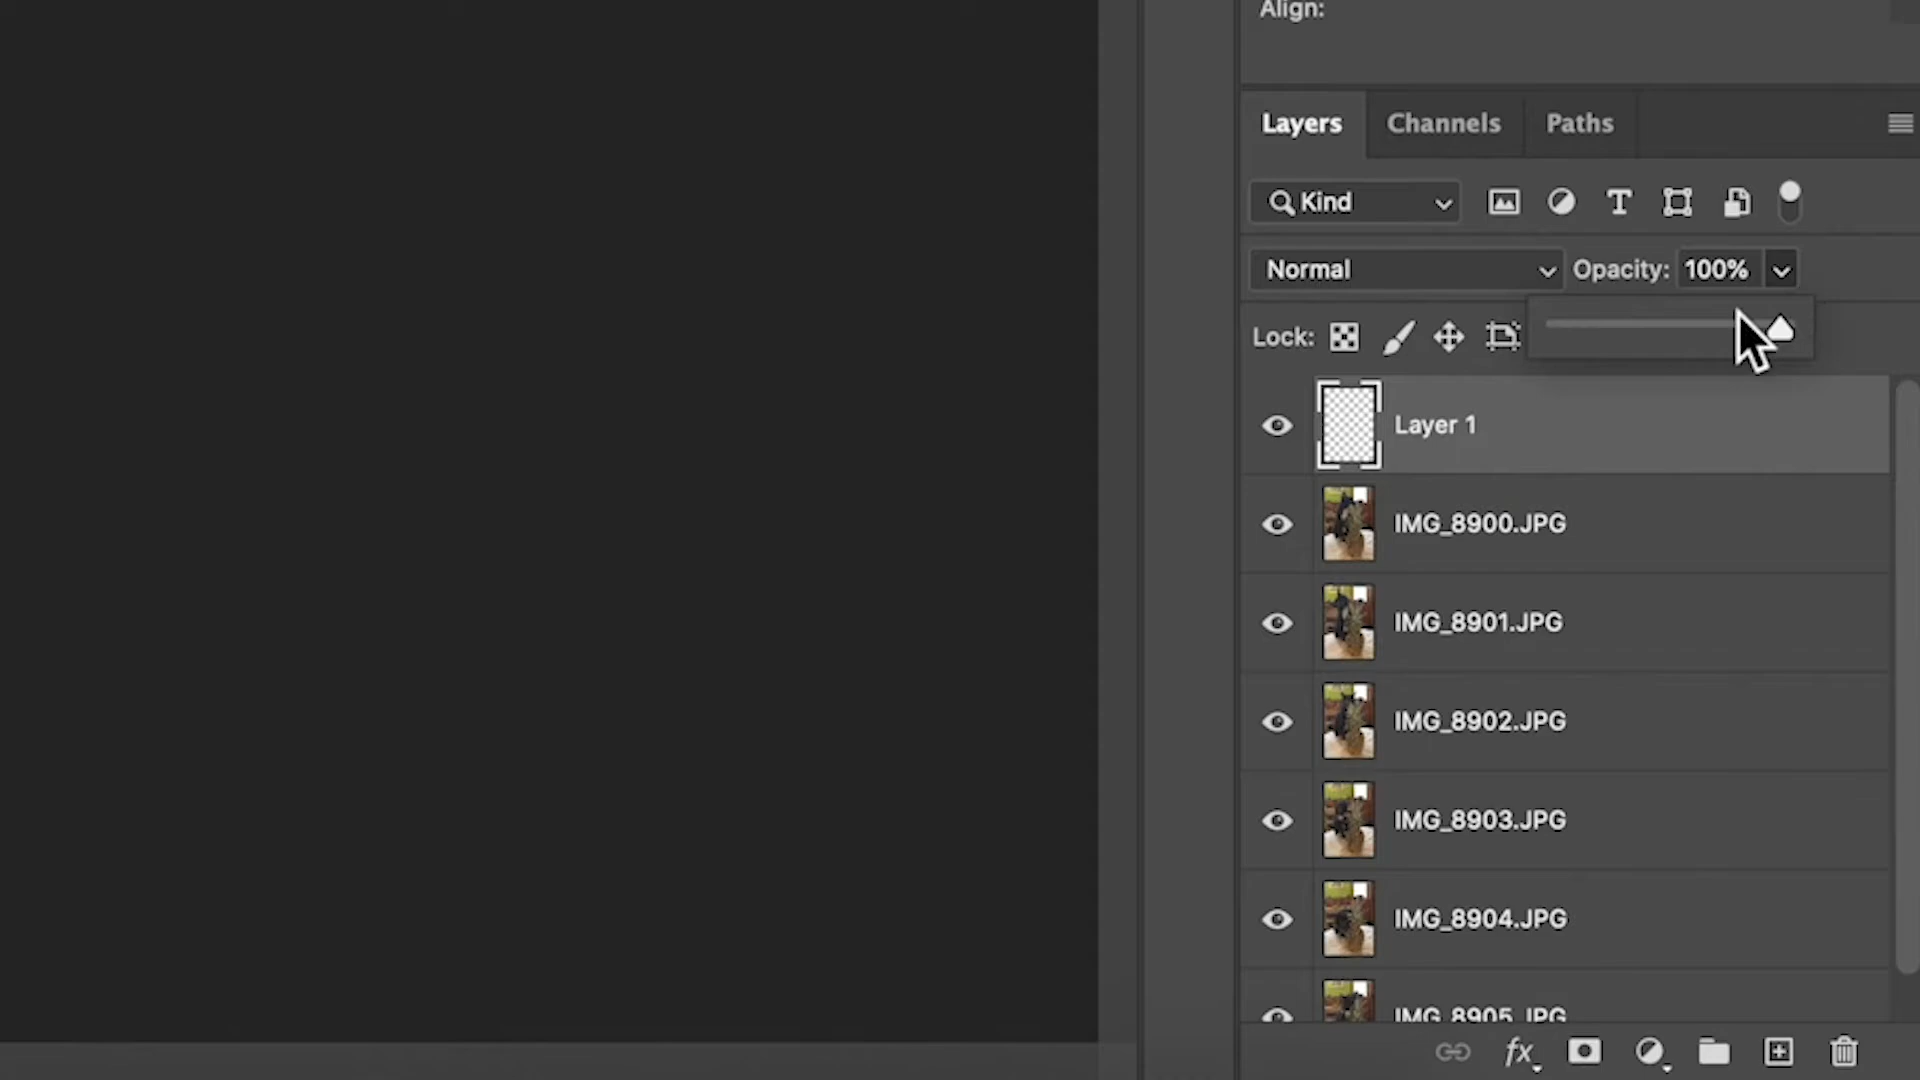 Align:
Layers Channels Paths
Kind
Normal Opacity: 100%
Lock:
Layer 1
IMG_8900.JPG
IMG_8901.JPG
IMG_8902.JPG
IMG_8903.JPG
IMG_8904.JPG
IMG_8905.JPG
fx